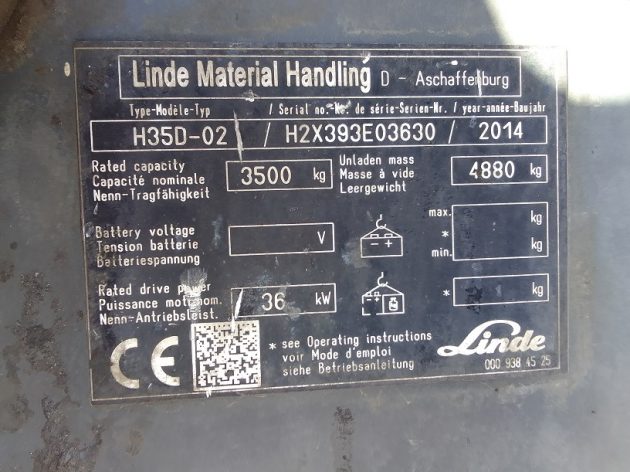 Linde Material Handling D - Aschaffenburg
Type-Modèle-Typ / Serial no.-No. de série-Serien-Nr. / year-année-Baujahr
H35D-02 / H2X393E03630 / 2014
Rated capacity
Capacité nominale
Nenn-Tragfähigkeit
3500 kg
Unladen mass
Masse à vide
Leergewicht
4880 kg
Battery voltage
Tension batterie
Batteriespannung
V
- +
max. kg
*
min. kg
Rated drive power
Puissance mot.nom.
Nenn-Antriebsleist.
36 kW
* kg
CE
* see Operating instructions
voir Mode d'emploi
siehe Betriebsanleitung
Linde
000 938 45 25